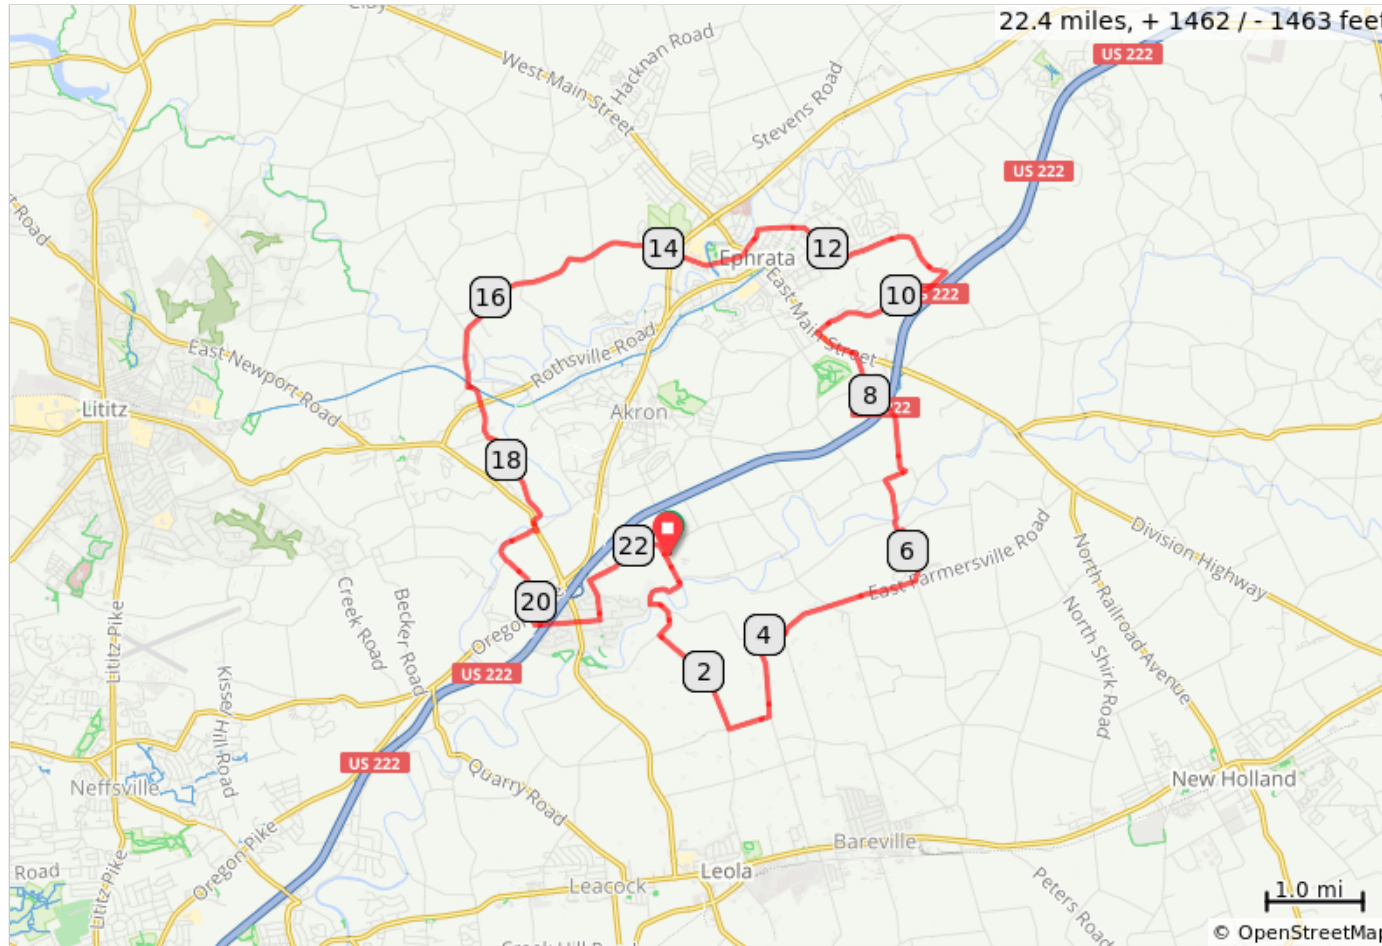 22.4 miles, + 1462 / - 1463 feet
Hacknan Road
US 222
West Main Street
Stevens Road
US 222
rt Road
14
12
Ephrata
16
10
S 222
East Main Street
Rothsville Road
East Newport Road
8
22
Lititz
Akron
18
22
6
East Farmersville Road
Division Highway
20
4
North Railroad Avenue
North Shirk Road
Creek Road
Becker Road
Oregon
Lititz Pike
2
US 222
Kissel Hill Road
US 222
Neffsville
Quarry Road
New Holland
Oregon Pike
Bareville
Leola
Road
Lititz Pike
Leacock
Peters Road
1.0 mi
© OpenStreetMap